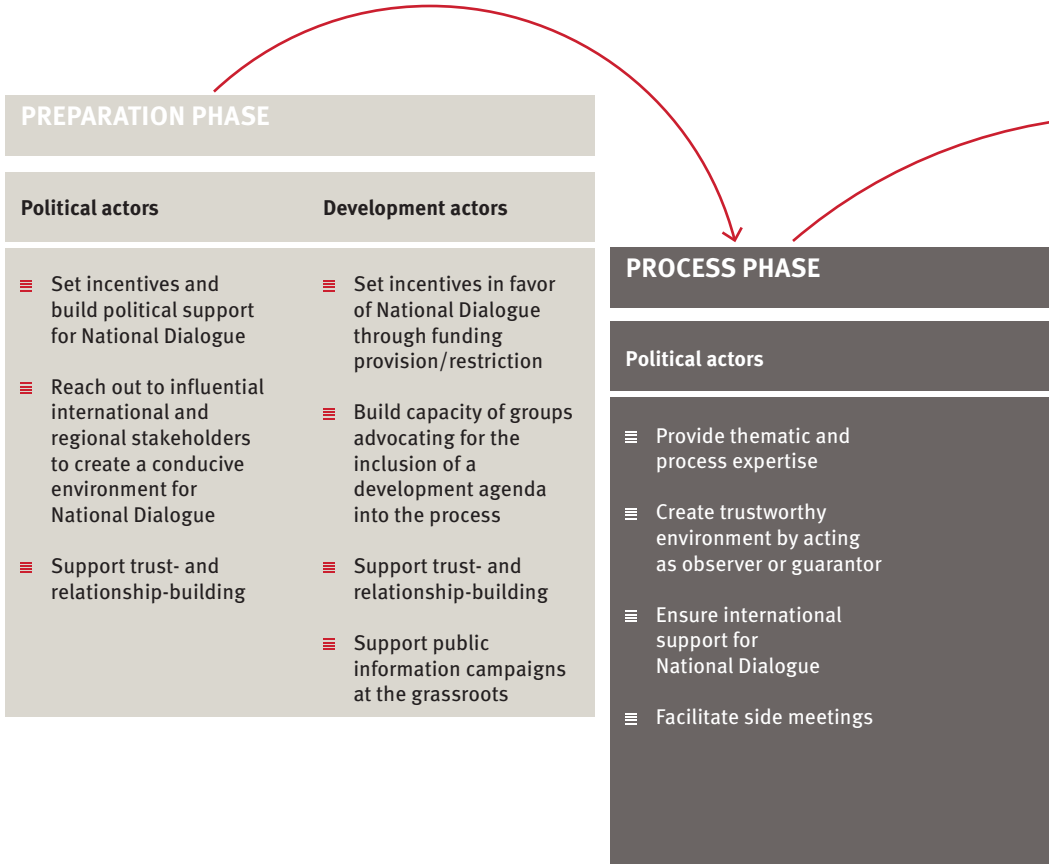 PREPARATION PHASE
Political actors
Set incentives and
build political support
for National Dialogue
Reach out to influential
international and
regional stakeholders
to create a conducive
environment for
National Dialogue
Support trust- and
relationship-building
Development actors
Set incentives in favor
of National Dialogue
through funding
provision/restriction
Build capacity of groups
advocating for the
inclusion of a
development agenda
into the process
Support trust- and
relationship-building
Support public
information campaigns
at the grassroots
PROCESS PHASE
Political actors
Provide thematic and
process expertise
Create trustworthy
environment by acting
as observer or guarantor
Ensure international
support for
National Dialogue
Facilitate side meetings